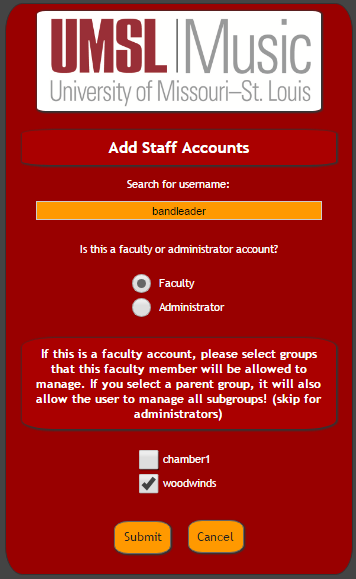 UMSL | Music
University of Missouri–St. Louis
Add Staff Accounts
Search for username:
bandleader
Is this a faculty or administrator account?
Faculty
Administrator
If this is a faculty account, please select groups
that this faculty member will be allowed to
manage. If you select a parent group, it will also
allow the user to manage all subgroups! (skip for
administrators)
chamber1
woodwinds
Submit Cancel